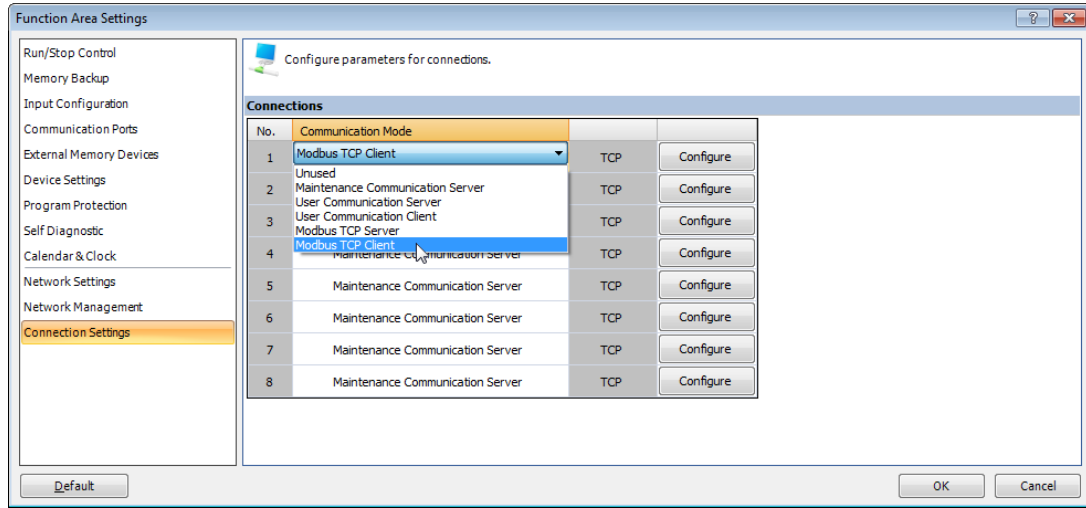 Function Area Settings
Run/Stop Control
Memory Backup
Input Configuration
Communication Ports
External Memory Devices
Device Settings
Program Protection
Self Diagnostic
Calendar & Clock
Network Settings
Network Management
Connection Settings
Configure parameters for connections.
Connections
No. Communication Mode
1 Modbus TCP Client TCP Configure
Unused
Maintenance Communication Server
2 TCP Configure
User Communication Server
User Communication Client
3 TCP Configure
Modbus TCP Server
Modbus TCP Client
4 Maintenance Communication Server TCP Configure
5 Maintenance Communication Server TCP Configure
6 Maintenance Communication Server TCP Configure
7 Maintenance Communication Server TCP Configure
8 Maintenance Communication Server TCP Configure
Default OK Cancel